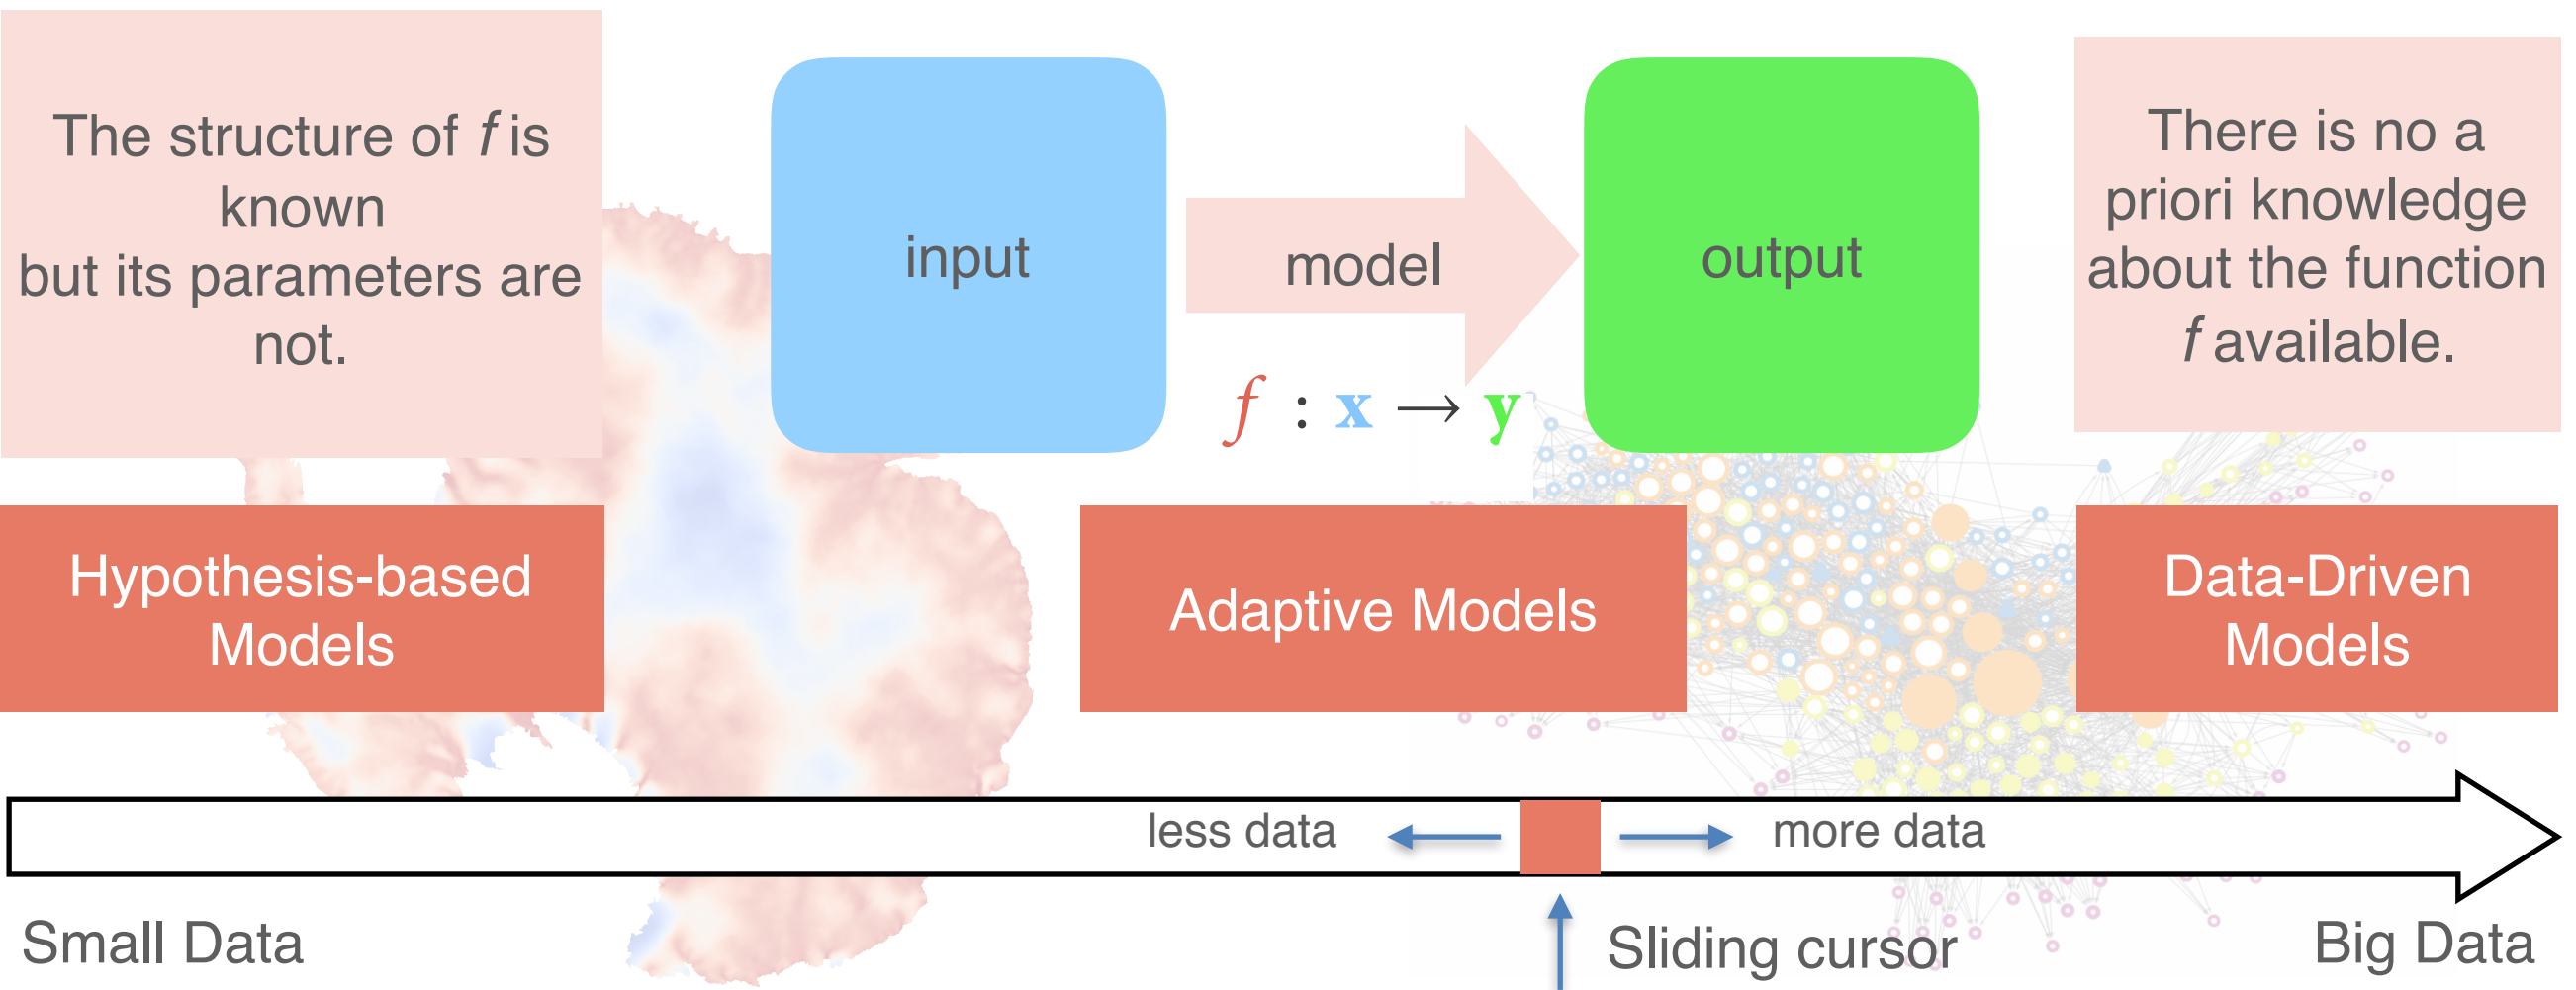 The structure of f is
known
but its parameters are
not.
input
model
f : x → y
output
There is no a
priori knowledge
about the function
f available.
Hypothesis-based
Models
Adaptive Models
Data-Driven
Models
less data
more data
Small Data
Sliding cursor
Big Data